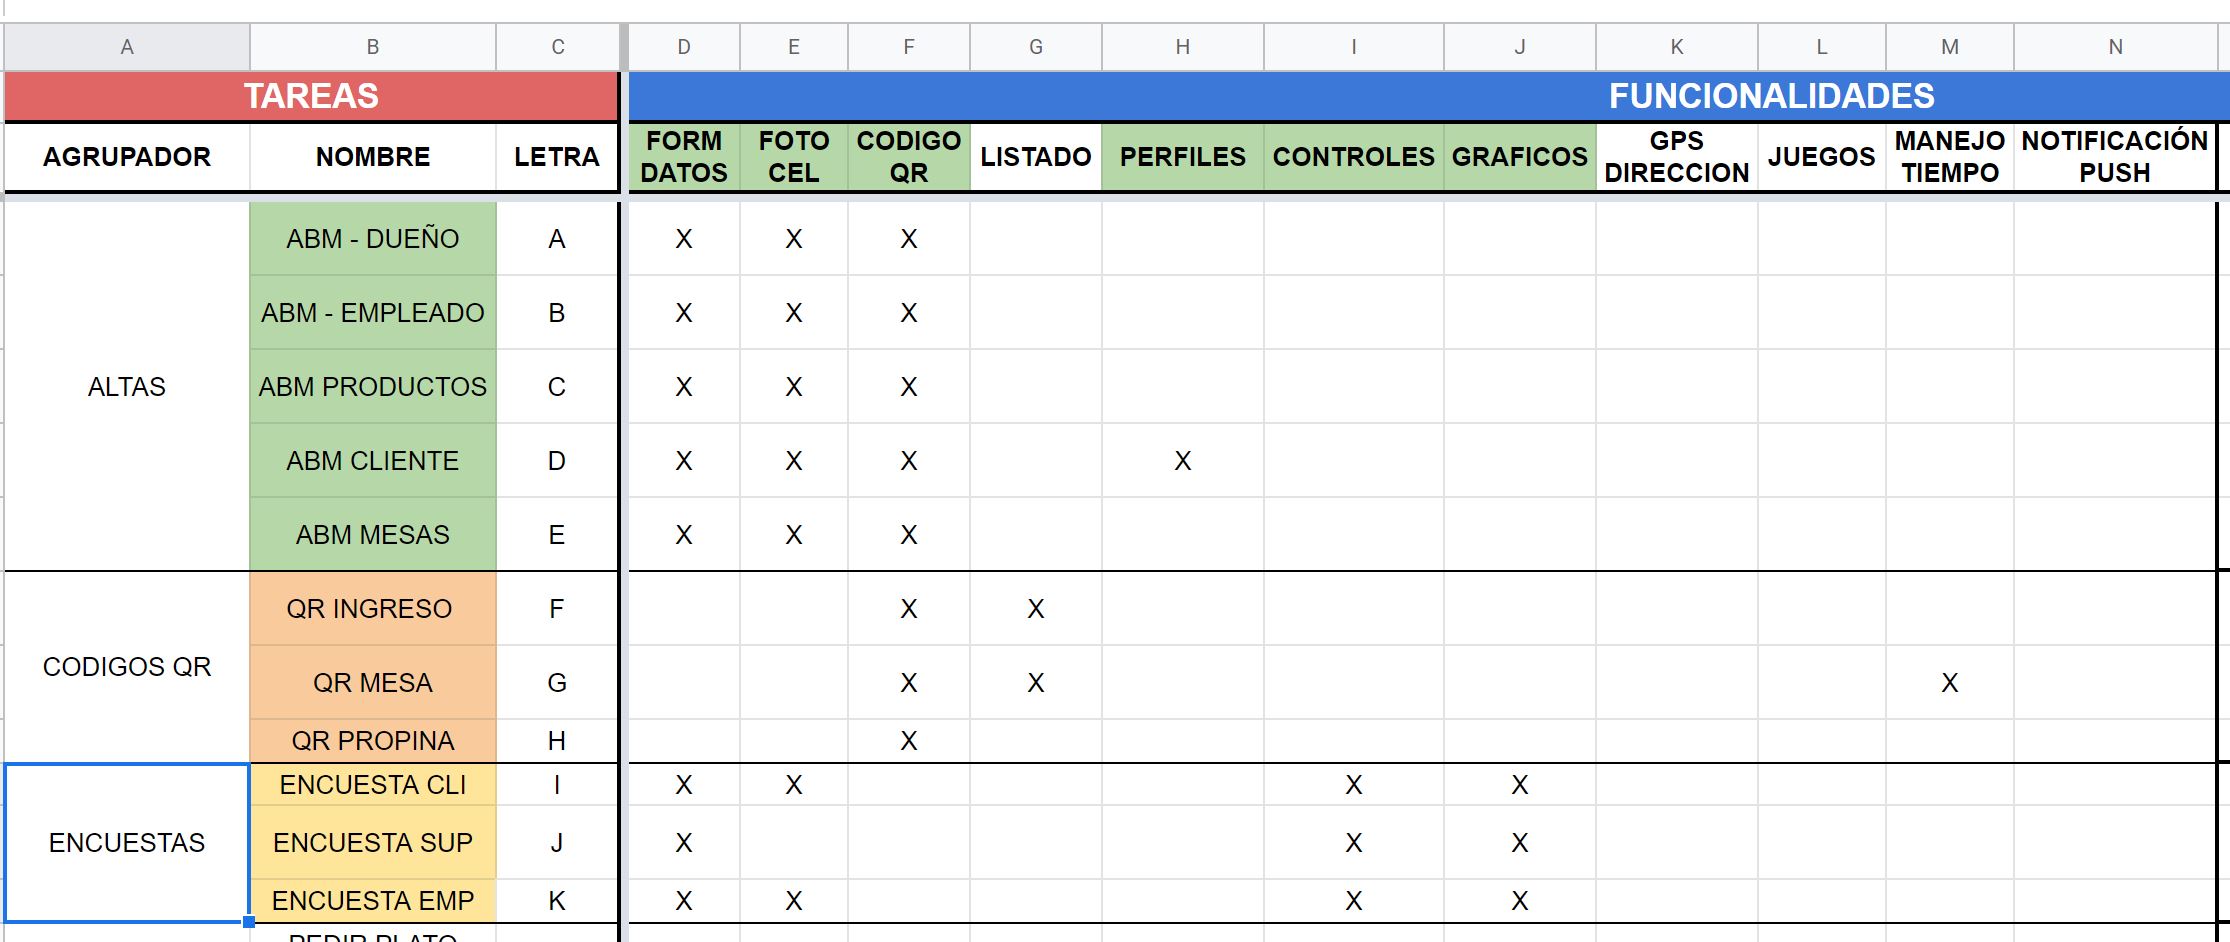 A B C D E F G H I J K L M N
TAREAS FUNCIONALIDADES
AGRUPADOR NOMBRE LETRA FORM DATOS FOTO CEL CODIGO QR LISTADO PERFILES CONTROLES GRAFICOS GPS DIRECCION JUEGOS MANEJO TIEMPO NOTIFICACIÓN PUSH
ALTAS
ABM - DUEÑO A X X X
ABM - EMPLEADO B X X X
ABM PRODUCTOS C X X X
ABM CLIENTE D X X X X
ABM MESAS E X X X
CODIGOS QR
QR INGRESO F X X
QR MESA G X X X
QR PROPINA H X
ENCUESTAS
ENCUESTA CLI I X X X X
ENCUESTA SUP J X X X
ENCUESTA EMP K X X X X
PEDIR PLATO